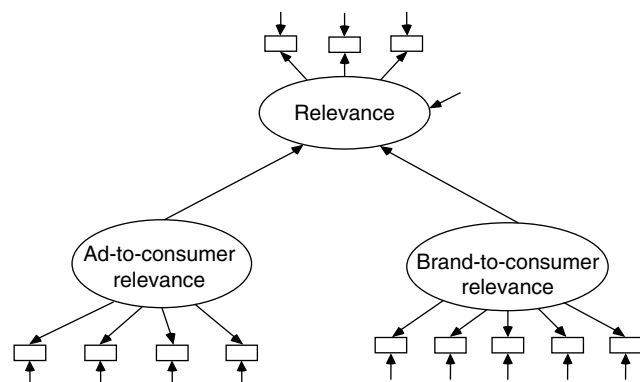 Relevance
Ad-to-consumer
relevance
Brand-to-consumer
relevance